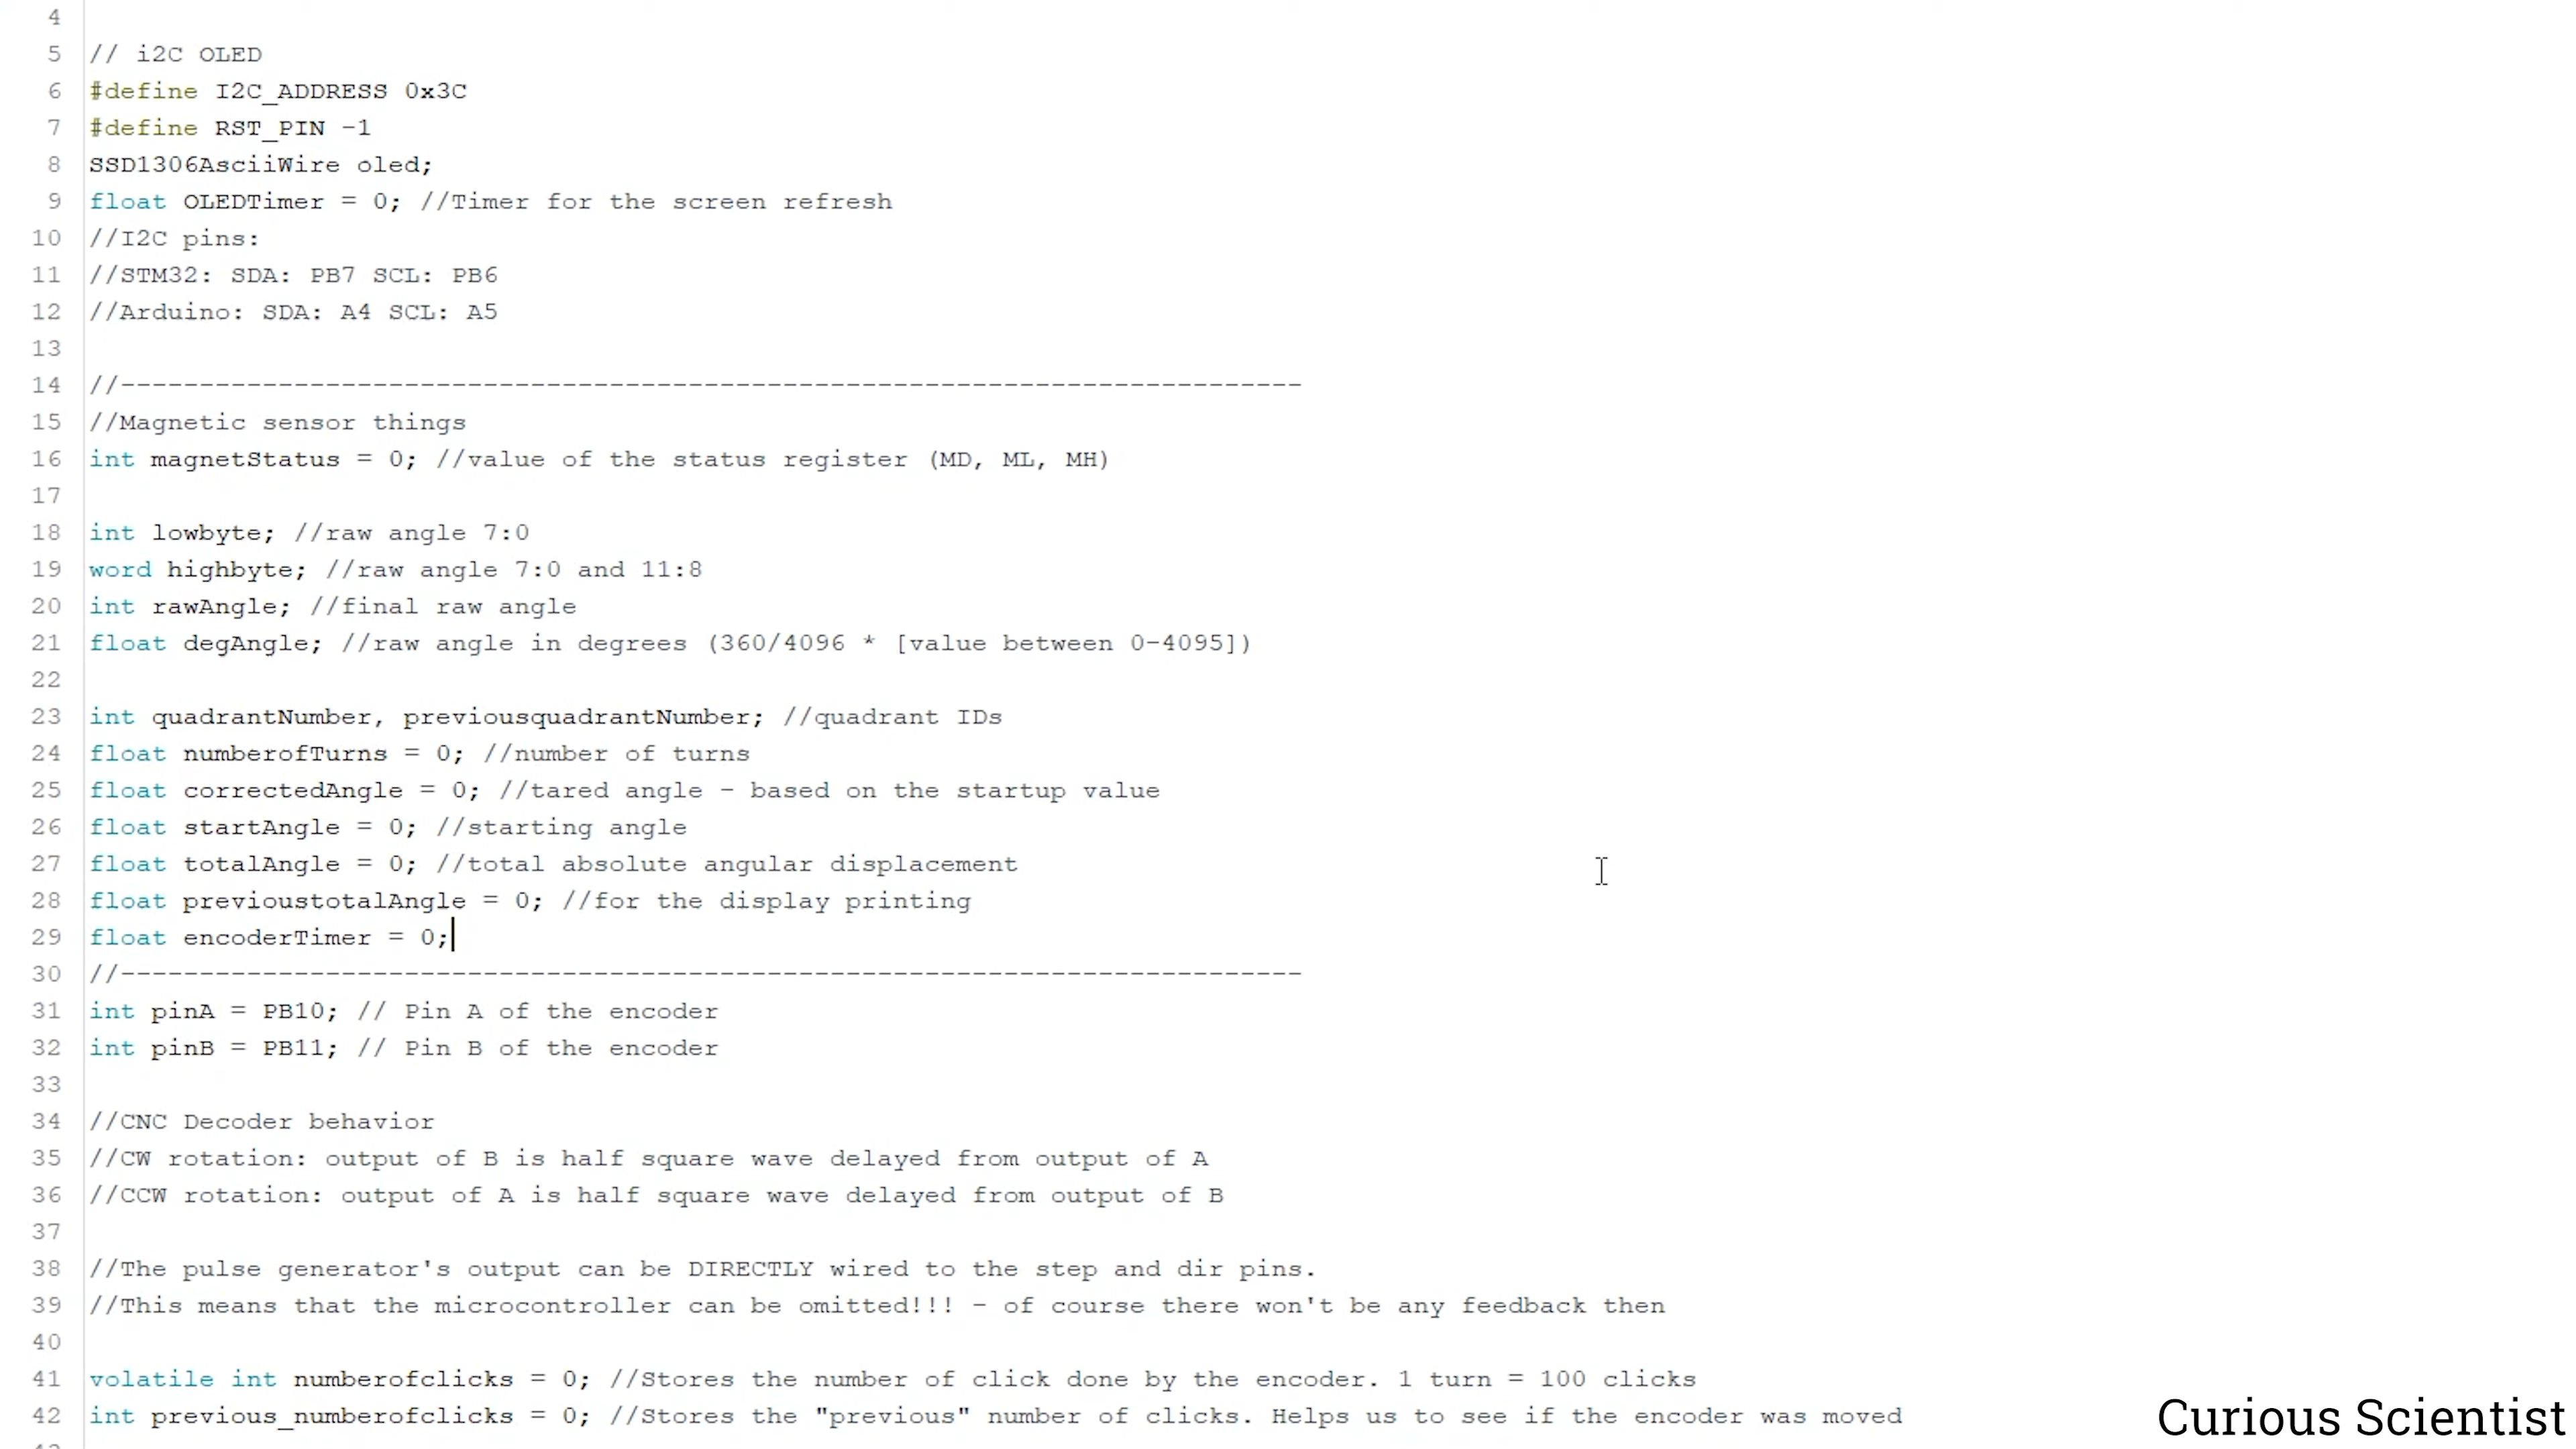 4
5 // i2C OLED
6 #define I2C_ADDRESS 0x3C
7 #define RST_PIN -1
8 SSD1306AsciiWire oled;
9 float OLEDTimer = 0; //Timer for the screen refresh
10 //I2C pins:
11 //STM32: SDA: PB7 SCL: PB6
12 //Arduino: SDA: A4 SCL: A5
13
14 //---------------------------------------------------------------------------
15 //Magnetic sensor things
16 int magnetStatus = 0; //value of the status register (MD, ML, MH)
17
18 int lowbyte; //raw angle 7:0
19 word highbyte; //raw angle 7:0 and 11:8
20 int rawAngle; //final raw angle
21 float degAngle; //raw angle in degrees (360/4096 * [value between 0-4095])
22
23 int quadrantNumber, previousquadrantNumber; //quadrant IDs
24 float numberofTurns = 0; //number of turns
25 float correctedAngle = 0; //tared angle - based on the startup value
26 float startAngle = 0; //starting angle
27 float totalAngle = 0; //total absolute angular displacement
28 float previoustotalAngle = 0; //for the display printing
29 float encoderTimer = 0;
30 //---------------------------------------------------------------------------
31 int pinA = PB10; // Pin A of the encoder
32 int pinB = PB11; // Pin B of the encoder
33
34 //CNC Decoder behavior
35 //CW rotation: output of B is half square wave delayed from output of A
36 //CCW rotation: output of A is half square wave delayed from output of B
37
38 //The pulse generator's output can be DIRECTLY wired to the step and dir pins.
39 //This means that the microcontroller can be omitted!!! - of course there won't be any feedback then
40
41 volatile int numberofclicks = 0; //Stores the number of click done by the encoder. 1 turn = 100 clicks
42 int previous_numberofclicks = 0; //Stores the "previous" number of clicks. Helps us to see if the encoder was moved
Curious Scientist